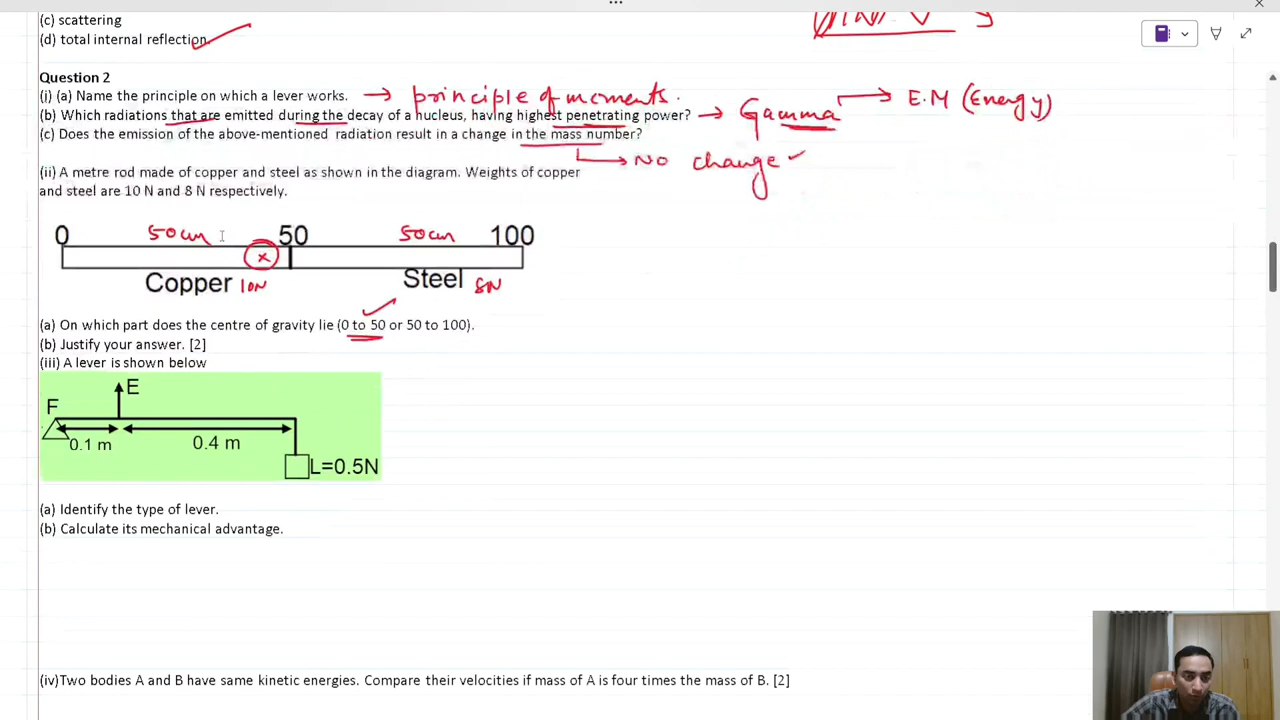 (c) scattering
(d) total internal reflection.
Question 2
(i) (a) Name the principle on which a lever works. → principle of moments.
(b) Which radiations that are emitted during the decay of a nucleus, having highest penetrating power? → Gamma → E.M (Energy)
(c) Does the emission of the above-mentioned radiation result in a change in the mass number?
→ No change ✓
(ii) A metre rod made of copper and steel as shown in the diagram. Weights of copper
and steel are 10 N and 8 N respectively.
0 50cm 50 50cm 100
x
Copper 10N Steel 8N
(a) On which part does the centre of gravity lie (0 to 50 or 50 to 100).
(b) Justify your answer. [2]
(iii) A lever is shown below
E
F
0.1 m 0.4 m
L=0.5N
(a) Identify the type of lever.
(b) Calculate its mechanical advantage.
(iv)Two bodies A and B have same kinetic energies. Compare their velocities if mass of A is four times the mass of B. [2]